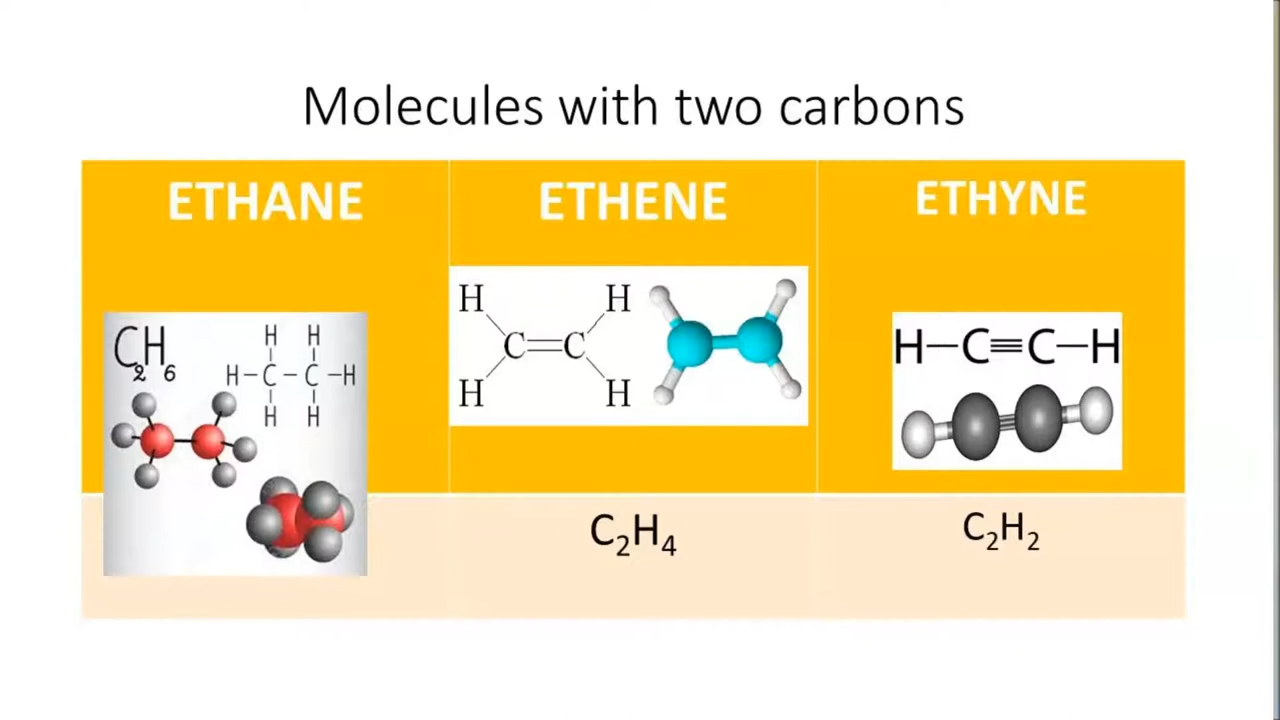 Molecules with two carbons
ETHANE
ETHENE
ETHYNE
C₂H₆
H H
H-C-C-H
H H
H H
C=C
H H
H-C≡C-H
C₂H₄
C₂H₂